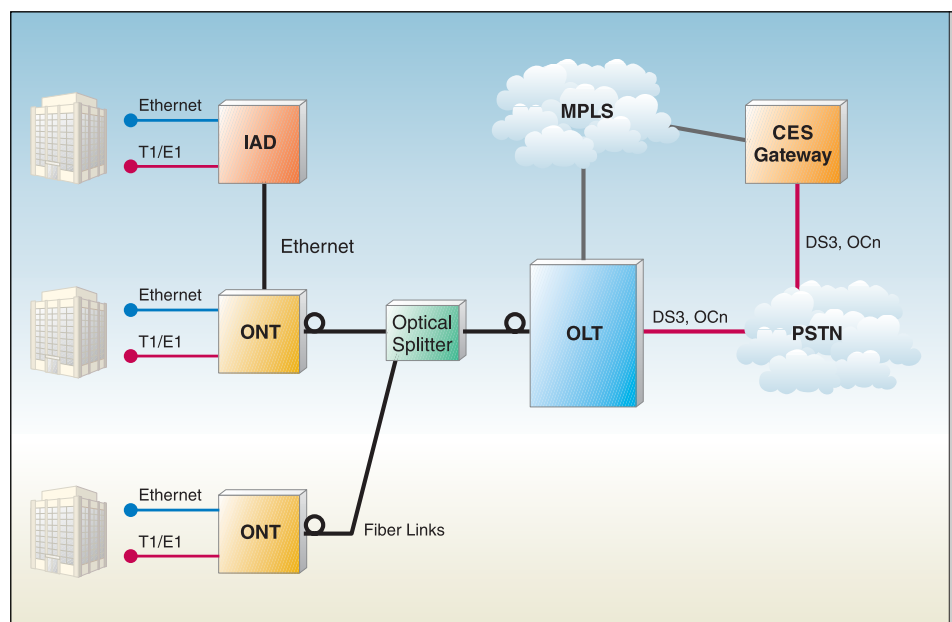 Ethernet
T1/E1
IAD
MPLS
CES
Gateway
Ethernet
DS3, OCn
Ethernet
T1/E1
ONT
Optical
Splitter
OLT
DS3, OCn
PSTN
Ethernet
T1/E1
ONT
Fiber Links